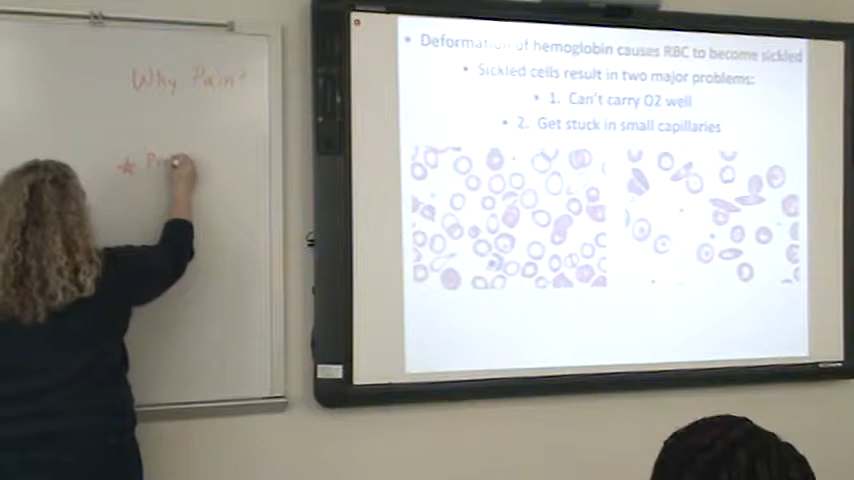 Why Pain?
• Deformation of hemoglobin causes RBC to become sickled
• Sickled cells result in two major problems:
• 1. Can't carry O2 well
• 2. Get stuck in small capillaries